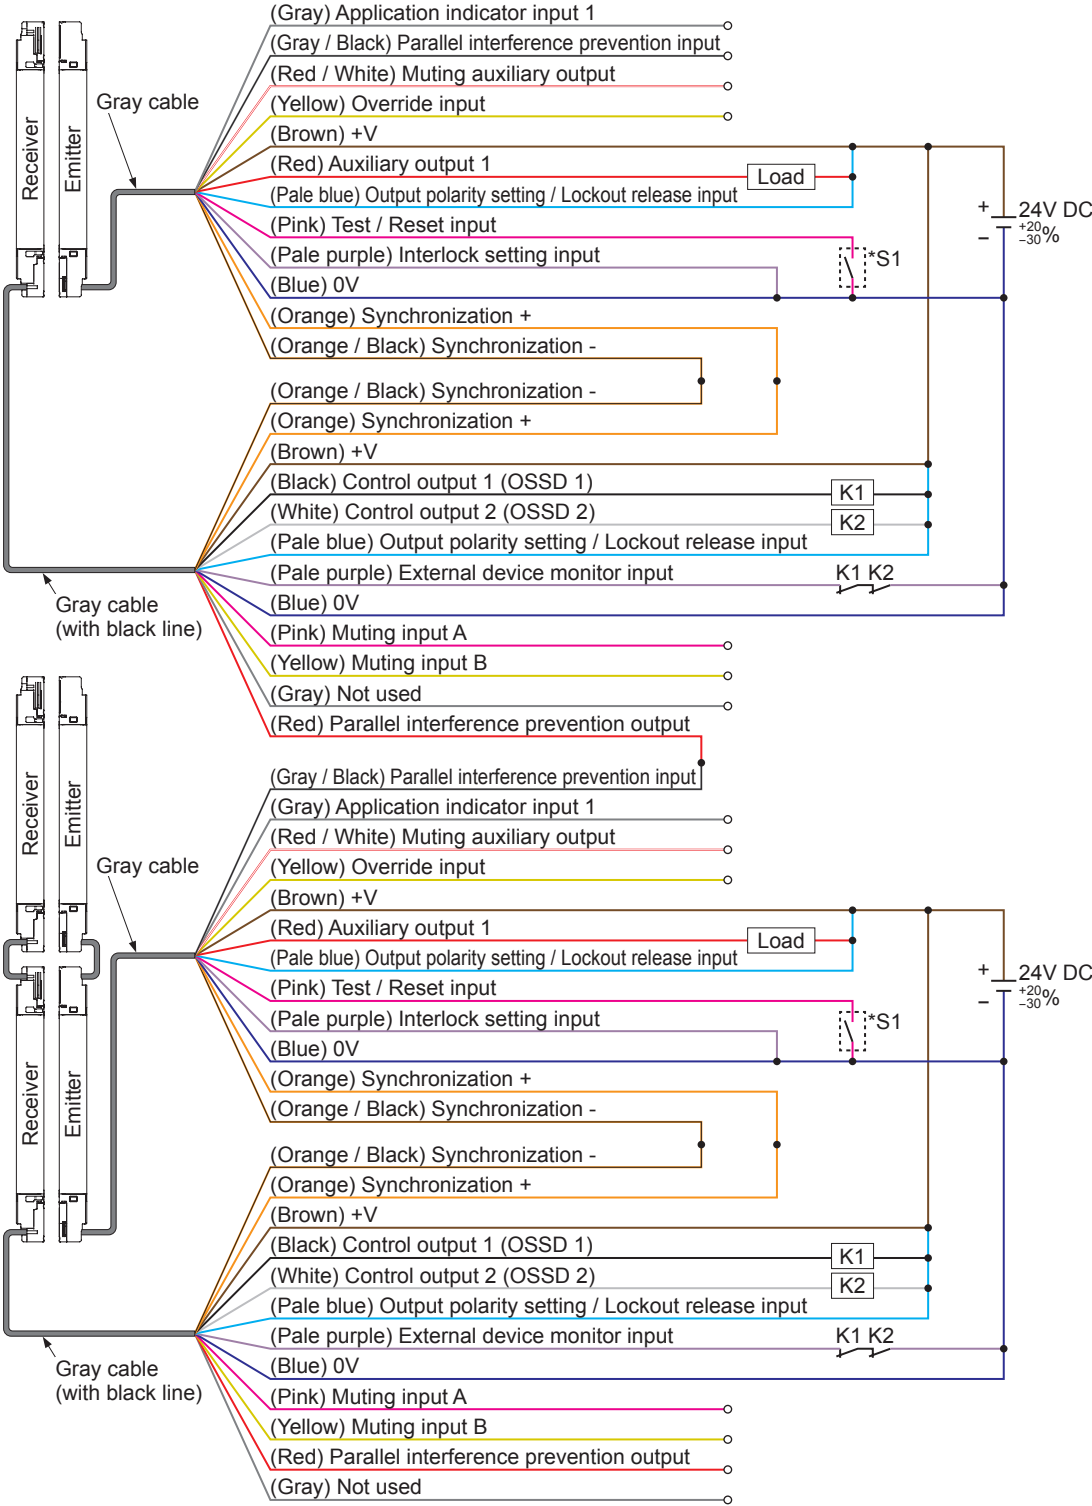 (Gray) Application indicator input 1
(Gray / Black) Parallel interference prevention input
(Red / White) Muting auxiliary output
Gray cable
(Yellow) Override input
(Brown) +V
Receiver
Emitter
(Red) Auxiliary output 1
Load
(Pale blue) Output polarity setting / Lockout release input
+
24V DC
+20
−30 %
−
(Pink) Test / Reset input
(Pale purple) Interlock setting input
*S1
(Blue) 0V
(Orange) Synchronization +
(Orange / Black) Synchronization -
(Orange / Black) Synchronization -
(Orange) Synchronization +
(Brown) +V
(Black) Control output 1 (OSSD 1)
K1
(White) Control output 2 (OSSD 2)
K2
(Pale blue) Output polarity setting / Lockout release input
(Pale purple) External device monitor input
K1 K2
Gray cable
(with black line)
(Blue) 0V
(Pink) Muting input A
(Yellow) Muting input B
(Gray) Not used
(Red) Parallel interference prevention output
(Gray / Black) Parallel interference prevention input
(Gray) Application indicator input 1
(Red / White) Muting auxiliary output
Receiver
Emitter
Gray cable
(Yellow) Override input
(Brown) +V
(Red) Auxiliary output 1
Load
(Pale blue) Output polarity setting / Lockout release input
+
24V DC
+20
−30 %
−
(Pink) Test / Reset input
(Pale purple) Interlock setting input
*S1
(Blue) 0V
Receiver
Emitter
(Orange) Synchronization +
(Orange / Black) Synchronization -
(Orange / Black) Synchronization -
(Orange) Synchronization +
(Brown) +V
(Black) Control output 1 (OSSD 1)
K1
(White) Control output 2 (OSSD 2)
K2
(Pale blue) Output polarity setting / Lockout release input
(Pale purple) External device monitor input
K1 K2
Gray cable
(with black line)
(Blue) 0V
(Pink) Muting input A
(Yellow) Muting input B
(Red) Parallel interference prevention output
(Gray) Not used